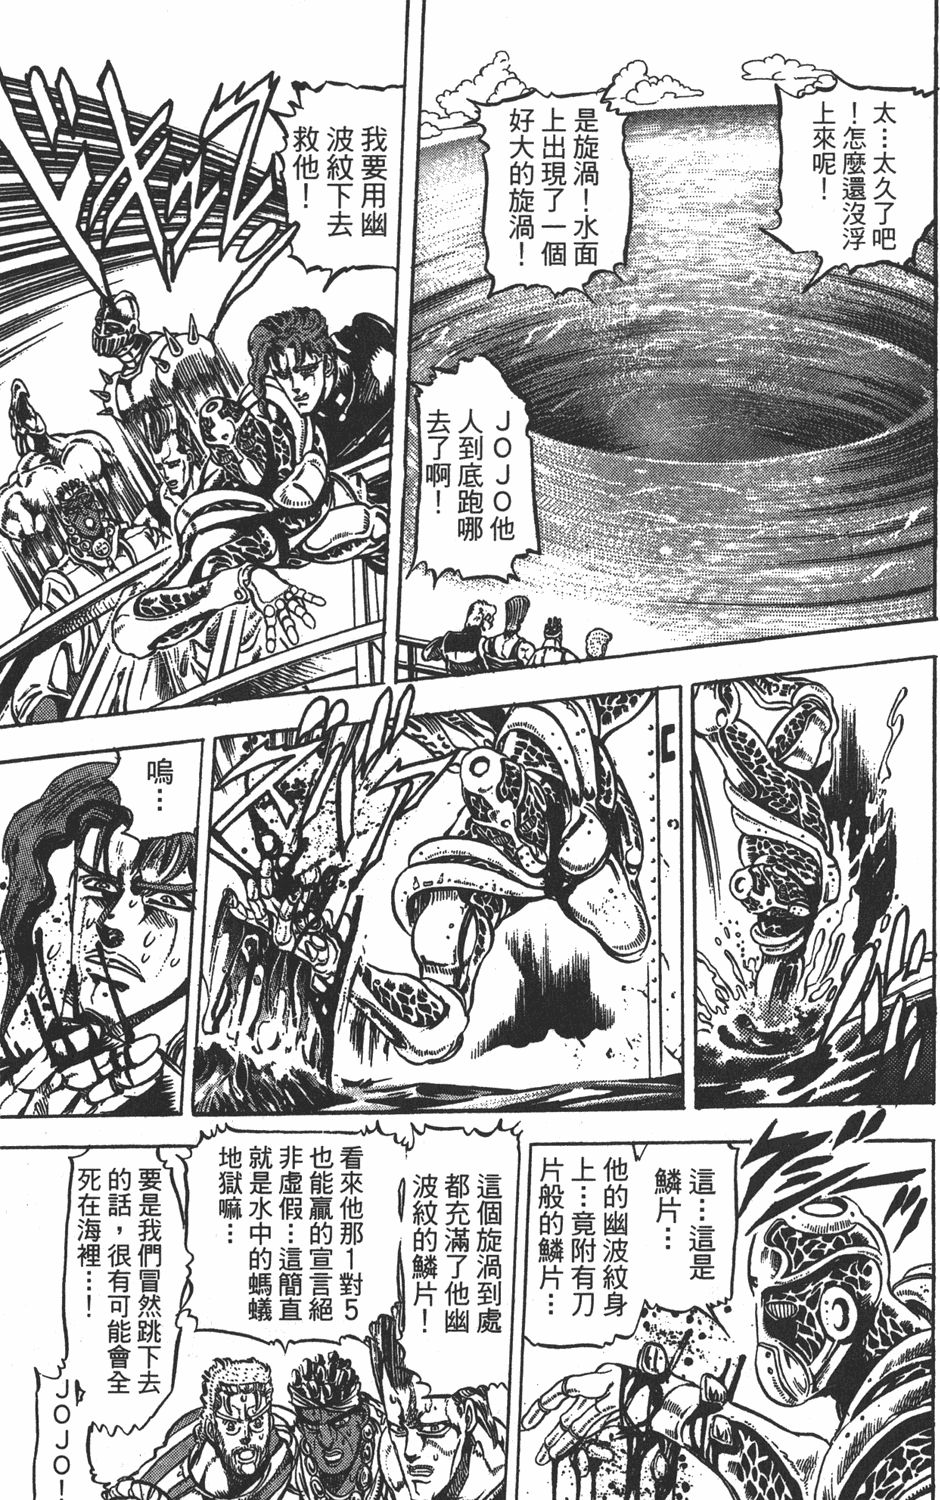 太…太久了吧
！怎麼還沒浮
上來呢！
是旋渦！水面
上出現了一個
好大的旋渦！
ＪＯＪＯ他
人到底跑哪
去了啊！
我要用幽
波紋下去
救他！
嗚…
這…這是
鱗片…
他的幽波紋身
上…竟附有刀
片般的鱗片…
這個旋渦到處
都充滿了他幽
波紋的鱗片！
看來他那１對５
也能贏的宣言絕
非虛假…這簡直
就是水中的螞蟻
地獄嘛…
要是我們冒然跳下去
的話，很有可能會全
死在海裡…！
ＪＯＪＯ！